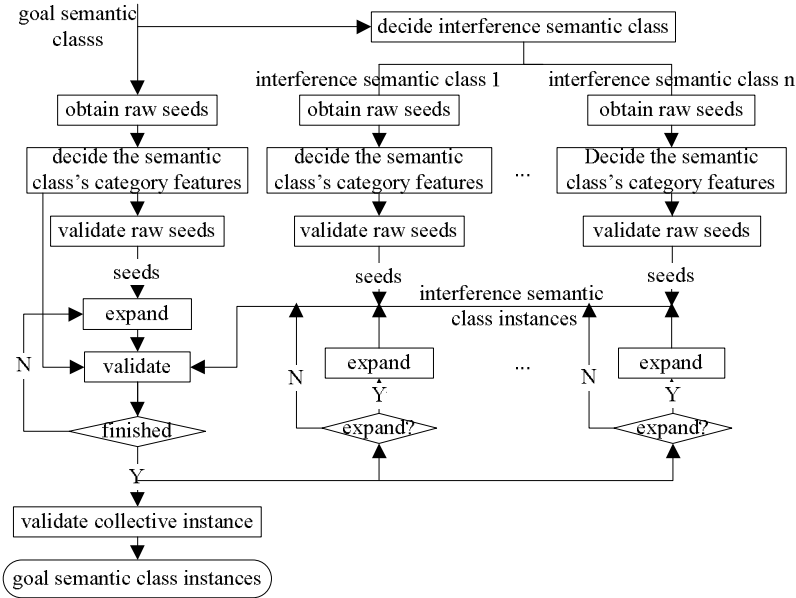 goal semantic
classs
decide interference semantic class
interference semantic class 1
interference semantic class n
obtain raw seeds
obtain raw seeds
obtain raw seeds
decide the semantic
class's category features
decide the semantic
class's category features
...
Decide the semantic
class's category features
validate raw seeds
validate raw seeds
validate raw seeds
seeds
seeds
seeds
interference semantic
class instances
expand
N
validate
N
expand
...
N
expand
Y
Y
finished
expand?
expand?
Y
validate collective instance
goal semantic class instances